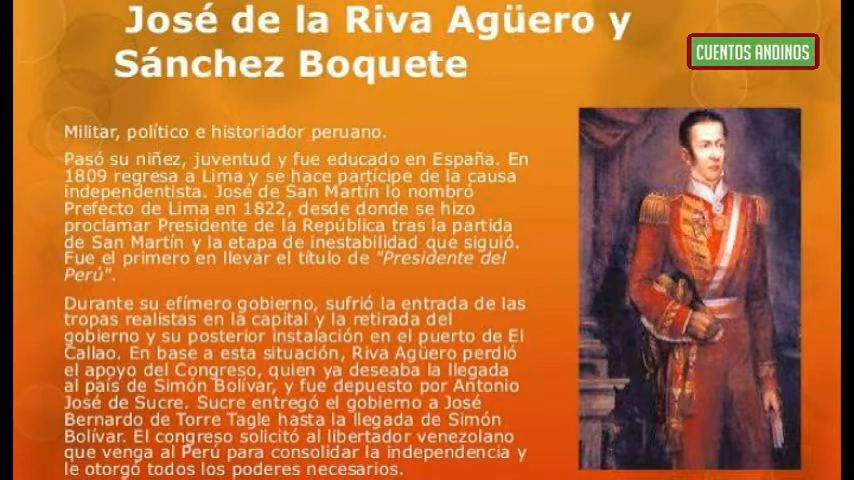 José de la Riva Agüero y
Sánchez Boquete
CUENTOS ANDINOS
Militar, político e historiador peruano.
Pasó su niñez, juventud y fue educado en España. En
1809 regresa a Lima y se hace partícipe de la causa
independentista. José de San Martín lo nombró
Prefecto de Lima en 1822, desde donde se hizo
proclamar Presidente de la República tras la partida
de San Martín y la etapa de inestabilidad que siguió.
Fue el primero en llevar el título de "Presidente del
Perú".
Durante su efímero gobierno, sufrió la entrada de las
tropas realistas en la capital y la retirada del
gobierno y su posterior instalación en el puerto de El
Callao. En base a esta situación, Riva Agüero perdió
el apoyo del Congreso, quien ya deseaba la llegada
al país de Simón Bolívar, y fue depuesto por Antonio
José de Sucre. Sucre entregó el gobierno a José
Bernardo de Torre Tagle hasta la llegada de Simón
Bolívar. El congreso solicitó al libertador venezolano
que venga al Perú para consolidar la independencia y
le otorgó todos los poderes necesarios.